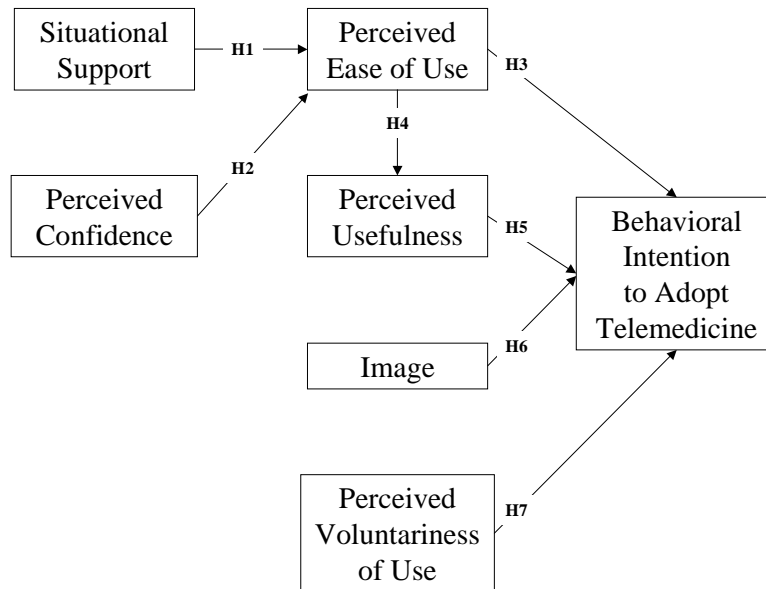 Situational
Support
H1
Perceived
Ease of Use
H3
H4
H2
Perceived
Confidence
Perceived
Usefulness
H5
Behavioral
Intention
to Adopt
Telemedicine
H6
Image
Perceived
Voluntariness
of Use
H7